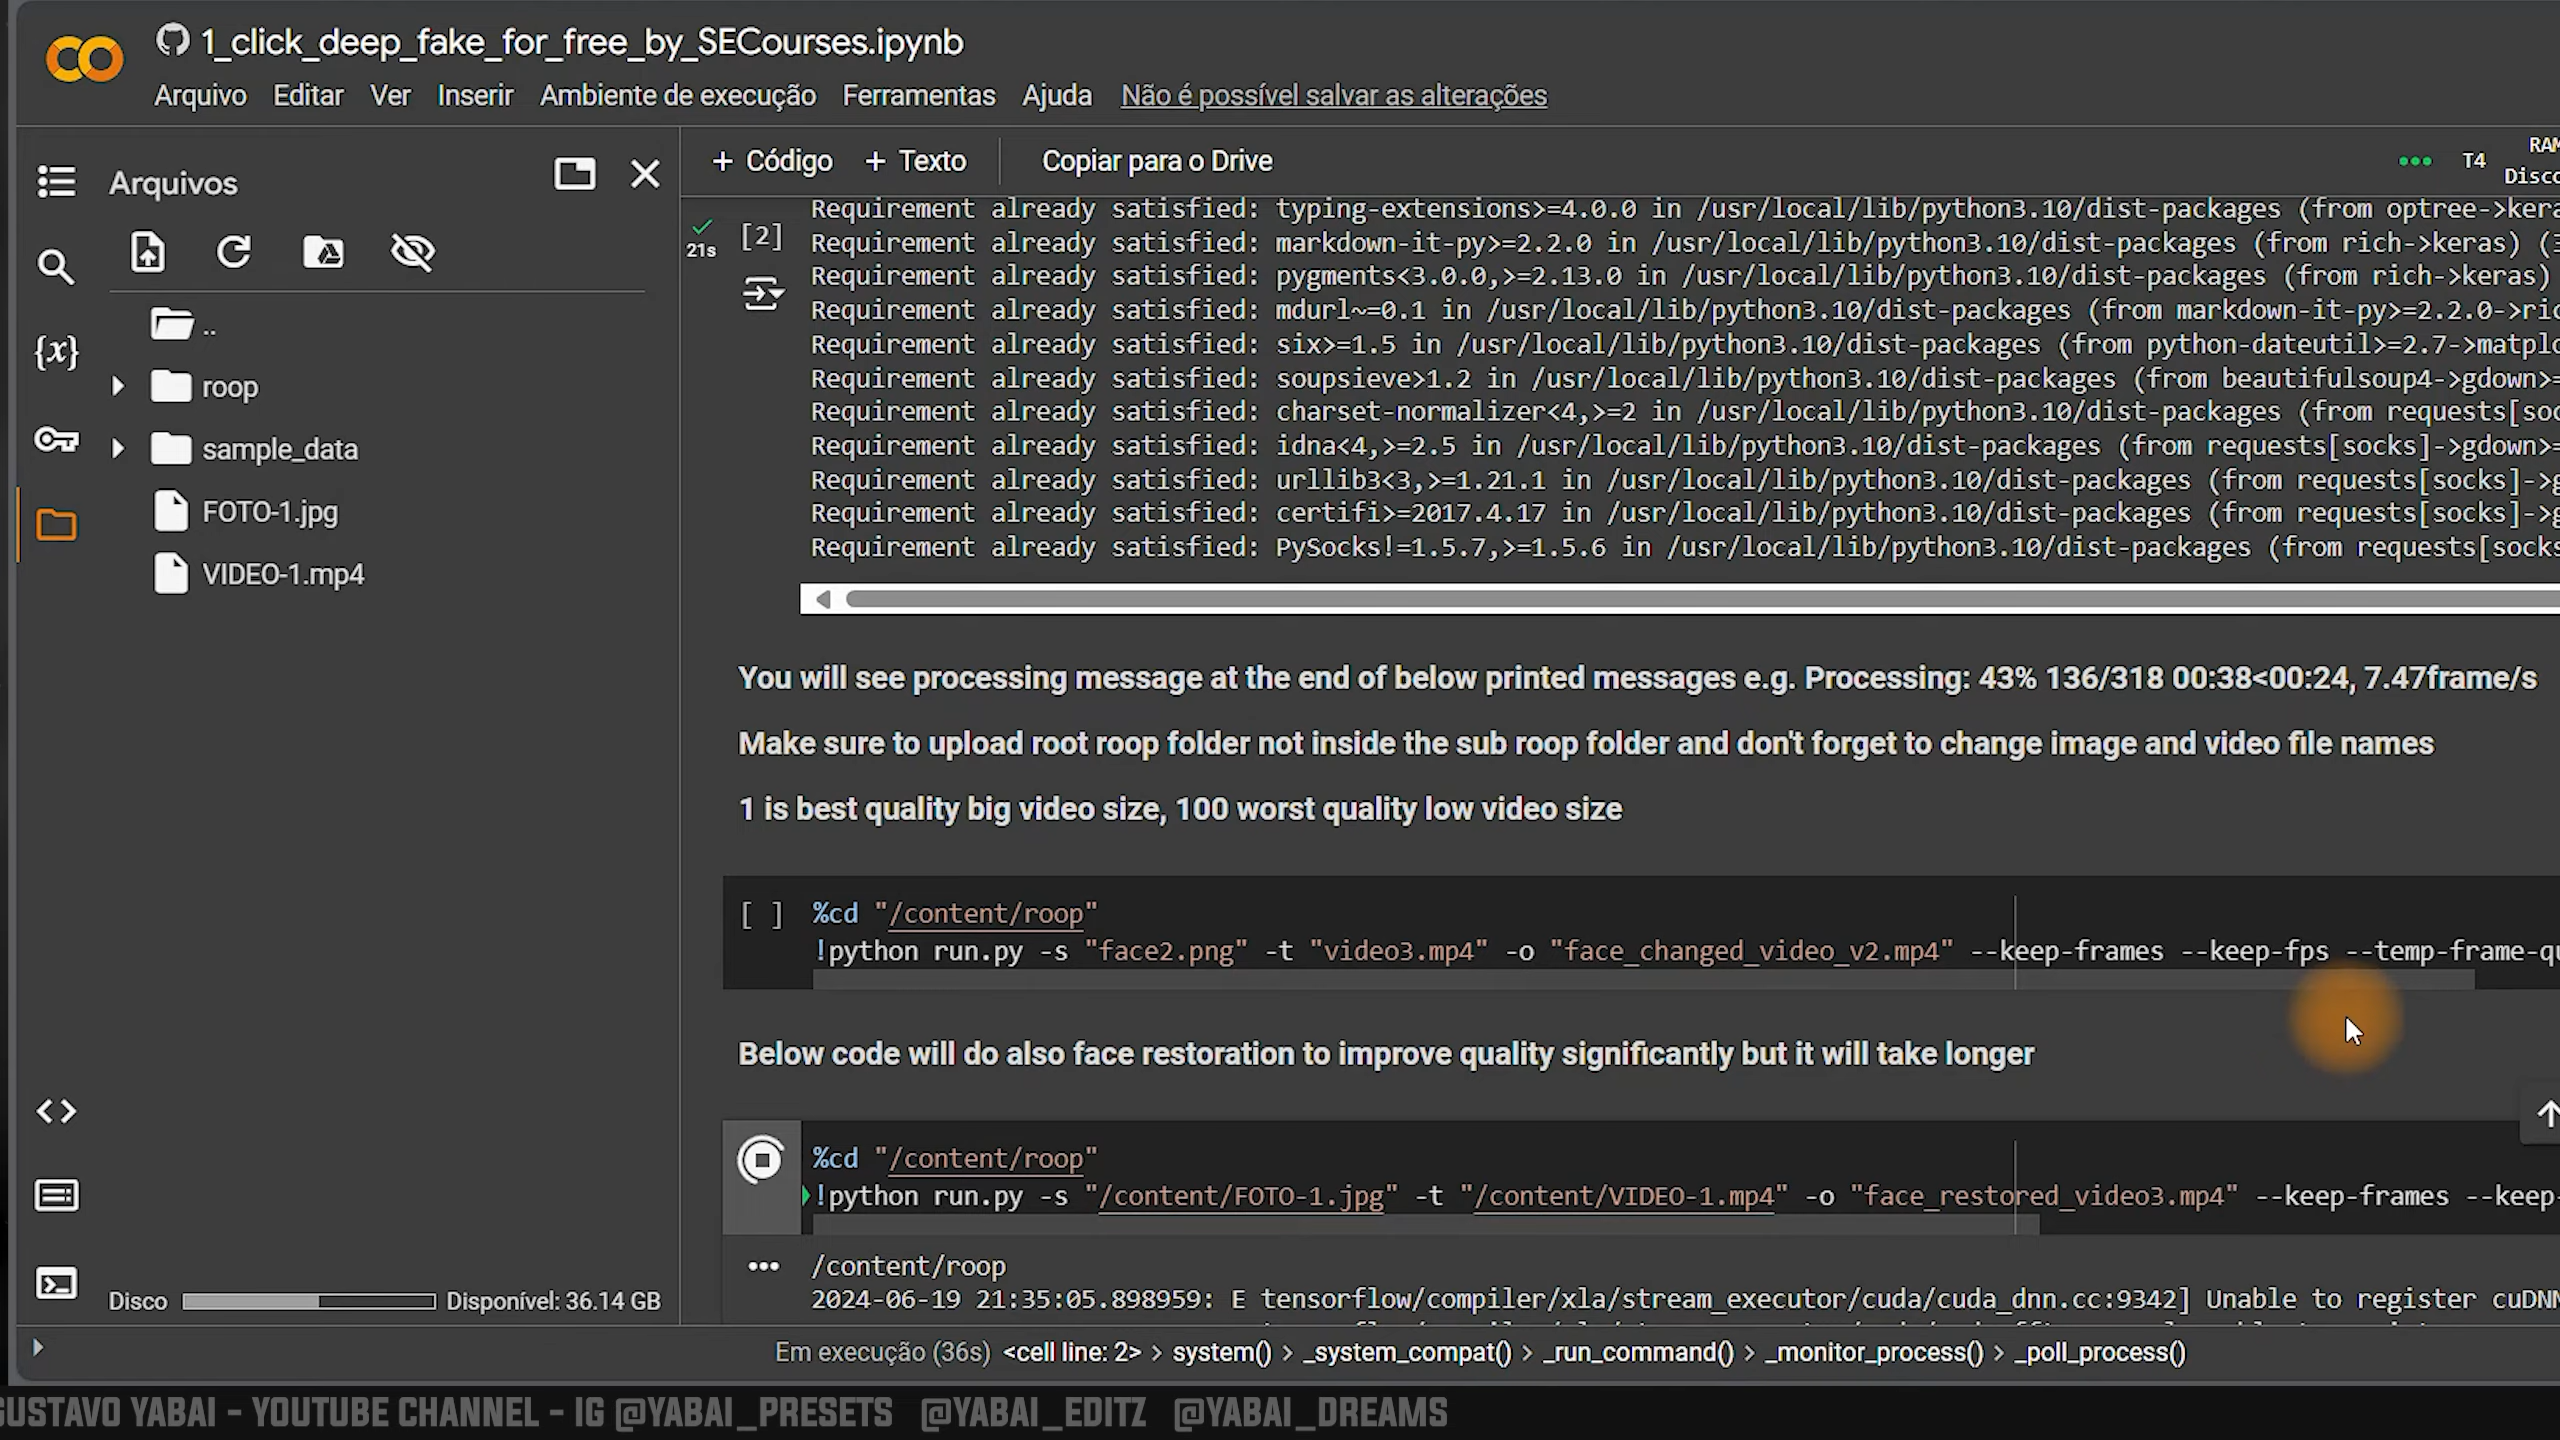 1_click_deep_fake_for_free_by_SECourses.ipynb
Arquivo Editar Ver Inserir Ambiente de execução Ferramentas Ajuda Não é possível salvar as alterações
Arquivos
+ Código + Texto Copiar para o Drive
T4
RAM
Disco
..
roop
sample_data
FOTO-1.jpg
VIDEO-1.mp4
Disco Disponível: 36.14 GB
21s
[2]
Requirement already satisfied: typing-extensions>=4.0.0 in /usr/local/lib/python3.10/dist-packages (from optree->kera
Requirement already satisfied: markdown-it-py>=2.2.0 in /usr/local/lib/python3.10/dist-packages (from rich->keras) (3
Requirement already satisfied: pygments<3.0.0,>=2.13.0 in /usr/local/lib/python3.10/dist-packages (from rich->keras)
Requirement already satisfied: mdurl~=0.1 in /usr/local/lib/python3.10/dist-packages (from markdown-it-py>=2.2.0->ric
Requirement already satisfied: six>=1.5 in /usr/local/lib/python3.10/dist-packages (from python-dateutil>=2.7->matplo
Requirement already satisfied: soupsieve>1.2 in /usr/local/lib/python3.10/dist-packages (from beautifulsoup4->gdown>=
Requirement already satisfied: charset-normalizer<4,>=2 in /usr/local/lib/python3.10/dist-packages (from requests[soc
Requirement already satisfied: idna<4,>=2.5 in /usr/local/lib/python3.10/dist-packages (from requests[socks]->gdown>=
Requirement already satisfied: urllib3<3,>=1.21.1 in /usr/local/lib/python3.10/dist-packages (from requests[socks]->g
Requirement already satisfied: certifi>=2017.4.17 in /usr/local/lib/python3.10/dist-packages (from requests[socks]->g
Requirement already satisfied: PySocks!=1.5.7,>=1.5.6 in /usr/local/lib/python3.10/dist-packages (from requests[socks
You will see processing message at the end of below printed messages e.g. Processing: 43% 136/318 00:38<00:24, 7.47frame/s
Make sure to upload root roop folder not inside the sub roop folder and don't forget to change image and video file names
1 is best quality big video size, 100 worst quality low video size
[ ] %cd "/content/roop"
!python run.py -s "face2.png" -t "video3.mp4" -o "face_changed_video_v2.mp4" --keep-frames --keep-fps --temp-frame-qu
Below code will do also face restoration to improve quality significantly but it will take longer
%cd "/content/roop"
!python run.py -s "/content/FOTO-1.jpg" -t "/content/VIDEO-1.mp4" -o "face_restored_video3.mp4" --keep-frames --keep-
/content/roop
2024-06-19 21:35:05.898959: E tensorflow/compiler/xla/stream_executor/cuda/cuda_dnn.cc:9342] Unable to register cuDNN
Em execução (36s) <cell line: 2> > system() > _system_compat() > _run_command() > _monitor_process() > _poll_process()
GUSTAVO YABAI - YOUTUBE CHANNEL - IG @YABAI_PRESETS @YABAI_EDITZ @YABAI_DREAMS